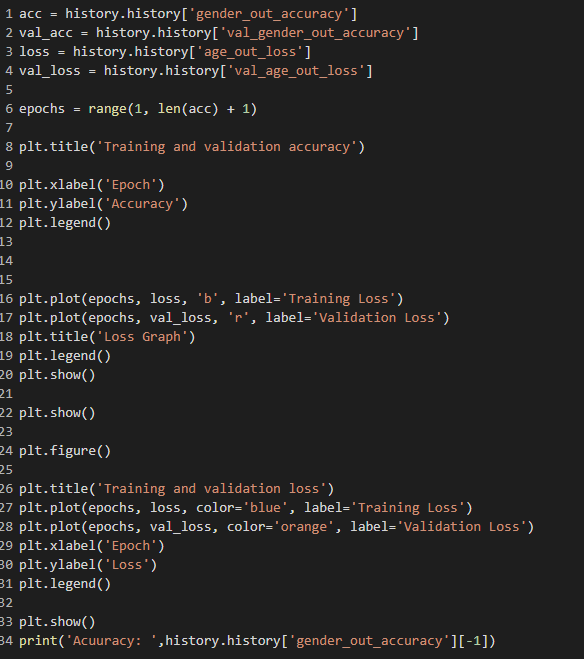 1 acc = history.history['gender_out_accuracy']
2 val_acc = history.history['val_gender_out_accuracy']
3 loss = history.history['age_out_loss']
4 val_loss = history.history['val_age_out_loss']
5
6 epochs = range(1, len(acc) + 1)
7
8 plt.title('Training and validation accuracy')
9
10 plt.xlabel('Epoch')
11 plt.ylabel('Accuracy')
12 plt.legend()
13
14
15
16 plt.plot(epochs, loss, 'b', label='Training Loss')
17 plt.plot(epochs, val_loss, 'r', label='Validation Loss')
18 plt.title('Loss Graph')
19 plt.legend()
20 plt.show()
21
22 plt.show()
23
24 plt.figure()
25
26 plt.title('Training and validation loss')
27 plt.plot(epochs, loss, color='blue', label='Training Loss')
28 plt.plot(epochs, val_loss, color='orange', label='Validation Loss')
29 plt.xlabel('Epoch')
30 plt.ylabel('Loss')
31 plt.legend()
32
33 plt.show()
34 print('Acuuracy: ',history.history['gender_out_accuracy'][-1])